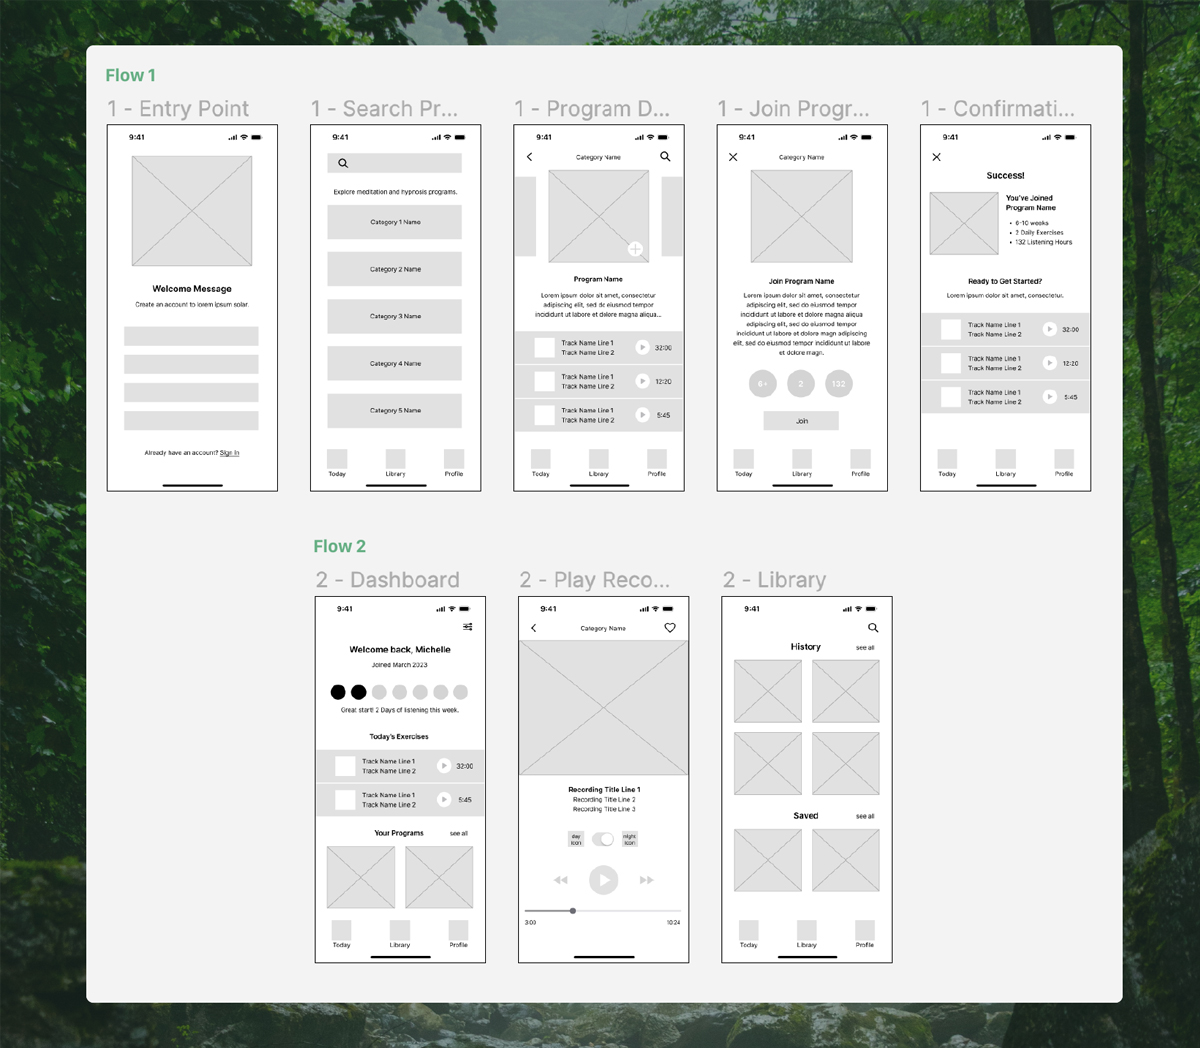 Flow 1
1 - Entry Point
9:41
Welcome Message
Create an account to lorem ipsum solar.
Already have an account? Sign In
1 - Search Pr...
9:41
Explore meditation and hypnosis programs.
Category 1 Name
Category 2 Name
Category 3 Name
Category 4 Name
Category 5 Name
Today
Library
Profile
1 - Program D...
9:41
Category Name
Program Name
Lorem ipsum dolor sit amet, consectetur
adipiscing elit, sed do eiusmod tempor
incididunt ut labore et dolore magna aliqua...
Track Name Line 1
Track Name Line 2
32:00
Track Name Line 1
Track Name Line 2
12:20
Track Name Line 1
Track Name Line 2
5:45
Today
Library
Profile
1 - Join Progr...
9:41
Category Name
Join Program Name
Lorem ipsum dolor sit amet, consectetur
adipiscing elit, sed do eiusmod tempor
incididunt ut labore et dolore magna aliqua
adipiscing elit, sed do eiusmod tempor
elit, sed do eiusmod tempor incididunt ut labore
et dolore magn.
6+
2
132
Join
Today
Library
Profile
1 - Confirmati...
9:41
Success!
You've Joined
Program Name
• 6-10 weeks
• 2 Daily Exercises
• 132 Listening Hours
Ready to Get Started?
Lorem ipsum dolor sit amet, consectetur.
Track Name Line 1
Track Name Line 2
32:00
Track Name Line 1
Track Name Line 2
12:20
Track Name Line 1
Track Name Line 2
5:45
Today
Library
Profile
Flow 2
2 - Dashboard
9:41
Welcome back, Michelle
Joined March 2023
Great start! 2 Days of listening this week.
Today's Exercises
Track Name Line 1
Track Name Line 2
32:00
Track Name Line 1
Track Name Line 2
5:45
Your Programs
see all
Today
Library
Profile
2 - Play Reco...
9:41
Category Name
Recording Title Line 1
Recording Title Line 2
Recording Title Line 3
day
icon
night
icon
3:00
10:24
2 - Library
9:41
History
see all
Saved
see all
Today
Library
Profile